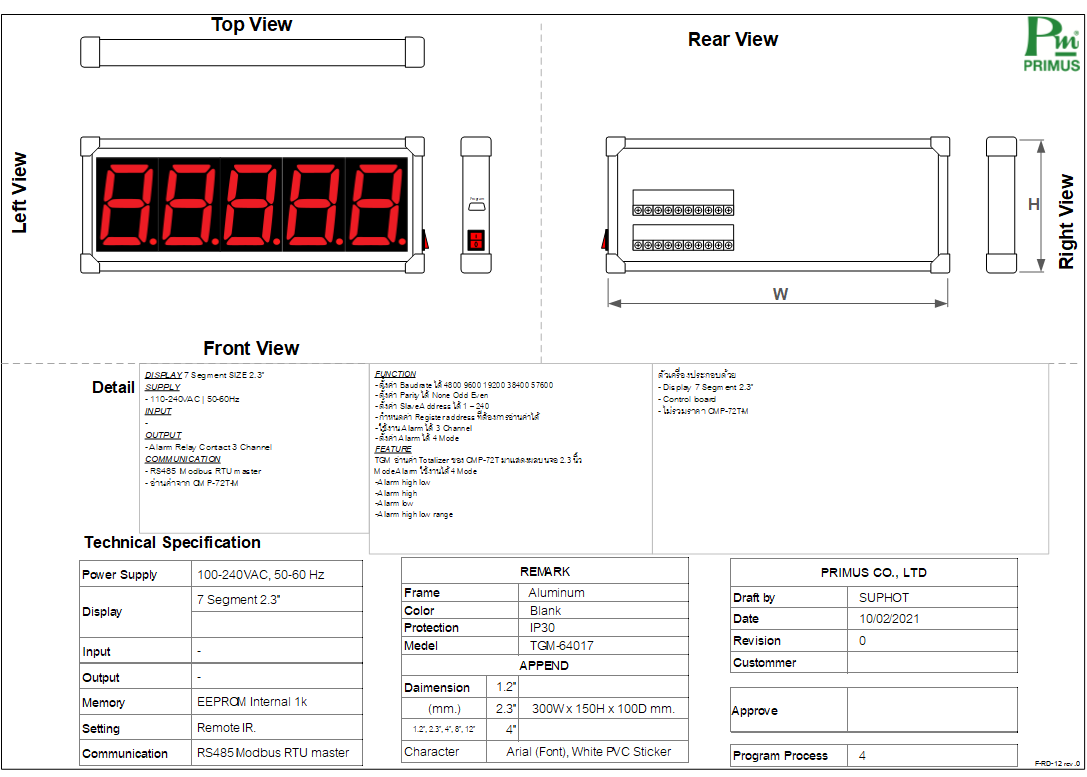 Top View
Rear View
Pm®
PRIMUS
Left View
Program
H
Right View
W
Front View
Detail
DISPLAY 7 Segment SIZE 2.3"
SUPPLY
- 110-240VAC | 50-60Hz
INPUT
-
OUTPUT
- Alarm Relay Contact 3 Channel
COMMUNICATION
- RS485 Modbus RTU master
- อ่านค่าจาก CMP-72T-M
FUNCTION
-ตั้งค่า Baudrate ได้ 4800 9600 19200 38400 57600
-ตั้งค่า Parity ได้ None Odd Even
-ตั้งค่า Slave Address ได้ 1 – 240
-กำหนดค่า Register address ที่ต้องการอ่านค่าได้
-ใช้งาน Alarm ได้ 3 Channel
-ตั้งค่า Alarm ได้ 4 Mode
FEATURE
TGM อ่านค่า Totalizer ของ CMP-72T มาแสดงผลบนจอ 2.3 นิ้ว
Mode Alarm ใช้งานได้ 4 Mode
-Alarm high low
-Alarm high
-Alarm low
-Alarm high low range
ตัวเครื่องประกอบด้วย
- Display 7 Segment 2.3"
- Control board
- ไม่รวมราคา CMP-72T-M
Technical Specification
Power Supply 100-240VAC, 50-60 Hz
Display 7 Segment 2.3"
Input -
Output -
Memory EEPROM Internal 1k
Setting Remote IR.
Communication RS485 Modbus RTU master
REMARK
Frame Aluminum
Color Blank
Protection IP30
Medel TGM-64017
APPEND
Daimension 1.2"
(mm.) 2.3" 300W x 150H x 100D mm.
1.2", 2.3", 4", 8", 12" 4"
Character Arial (Font), White PVC Sticker
PRIMUS CO., LTD
Draft by SUPHOT
Date 10/02/2021
Revision 0
Custommer
Approve
Program Process 4
F-RD-12 rev.0